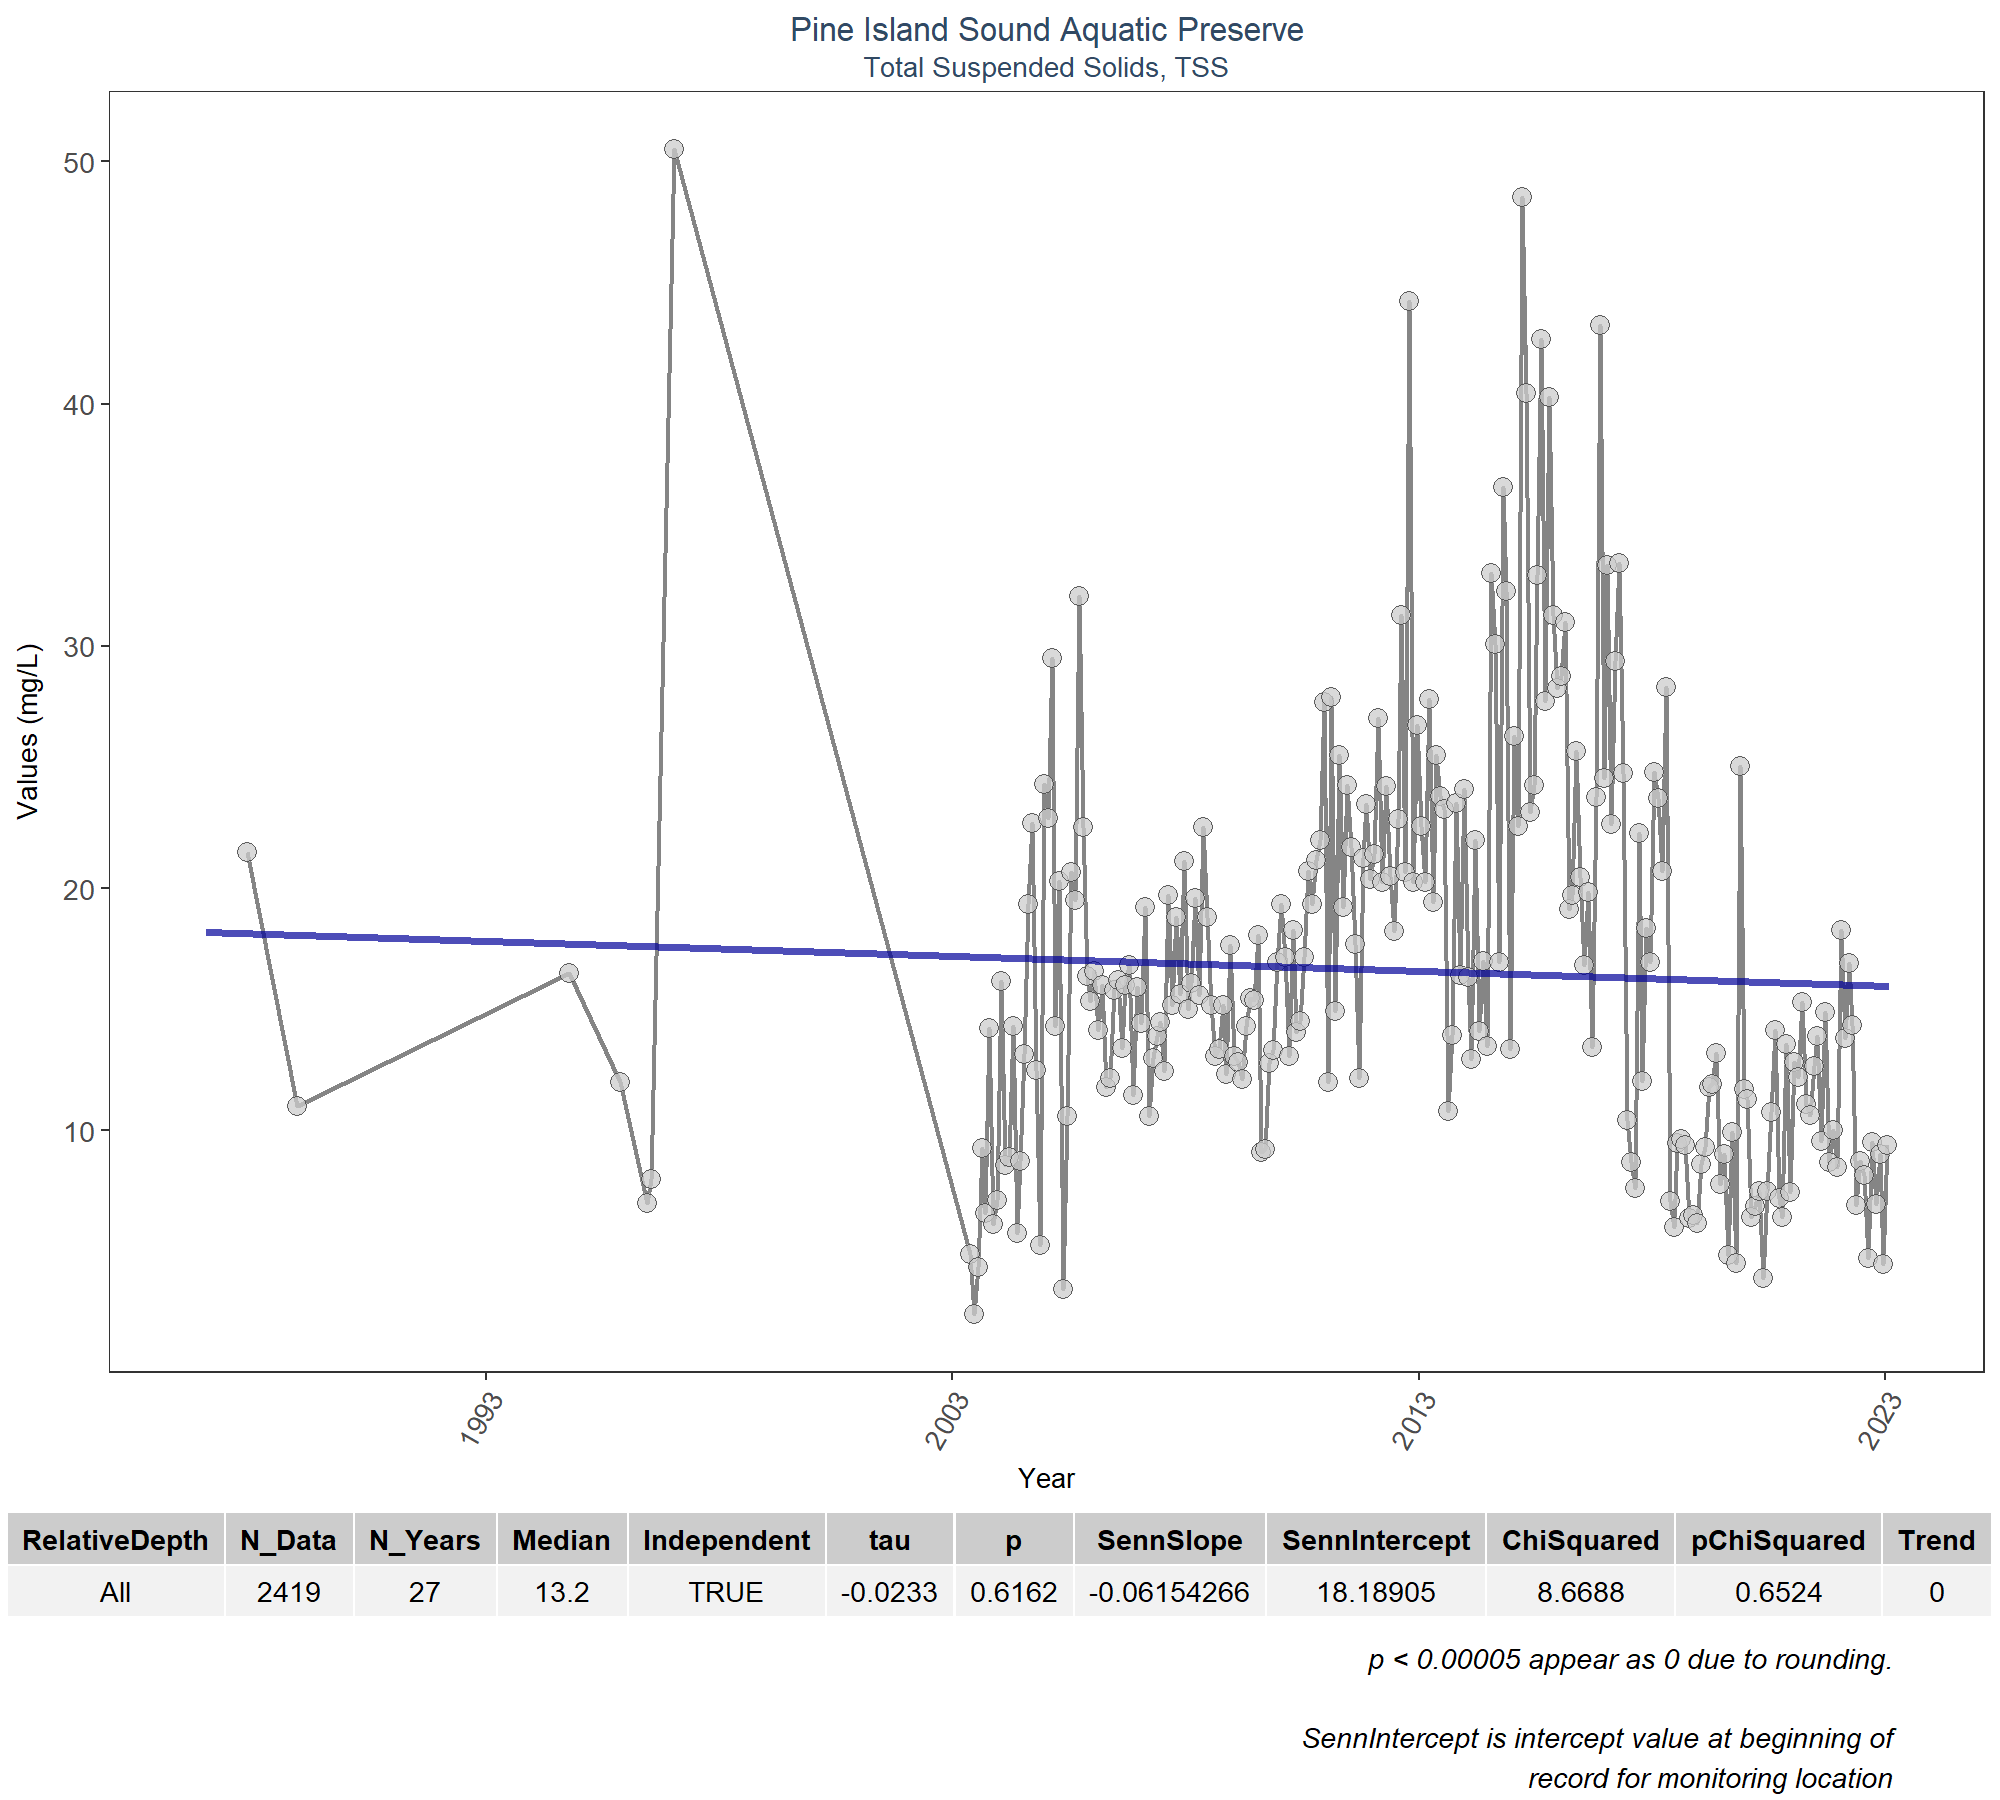 Pine Island Sound Aquatic Preserve
Total Suspended Solids, TSS
Values (mg/L)
50
40
30
20
10
1993
2003
2013
2023
Year
RelativeDepth N_Data N_Years Median Independent tau p SennSlope SennIntercept ChiSquared pChiSquared Trend
All 2419 27 13.2 TRUE -0.0233 0.6162 -0.06154266 18.18905 8.6688 0.6524 0
p < 0.00005 appear as 0 due to rounding.
SennIntercept is intercept value at beginning of
record for monitoring location